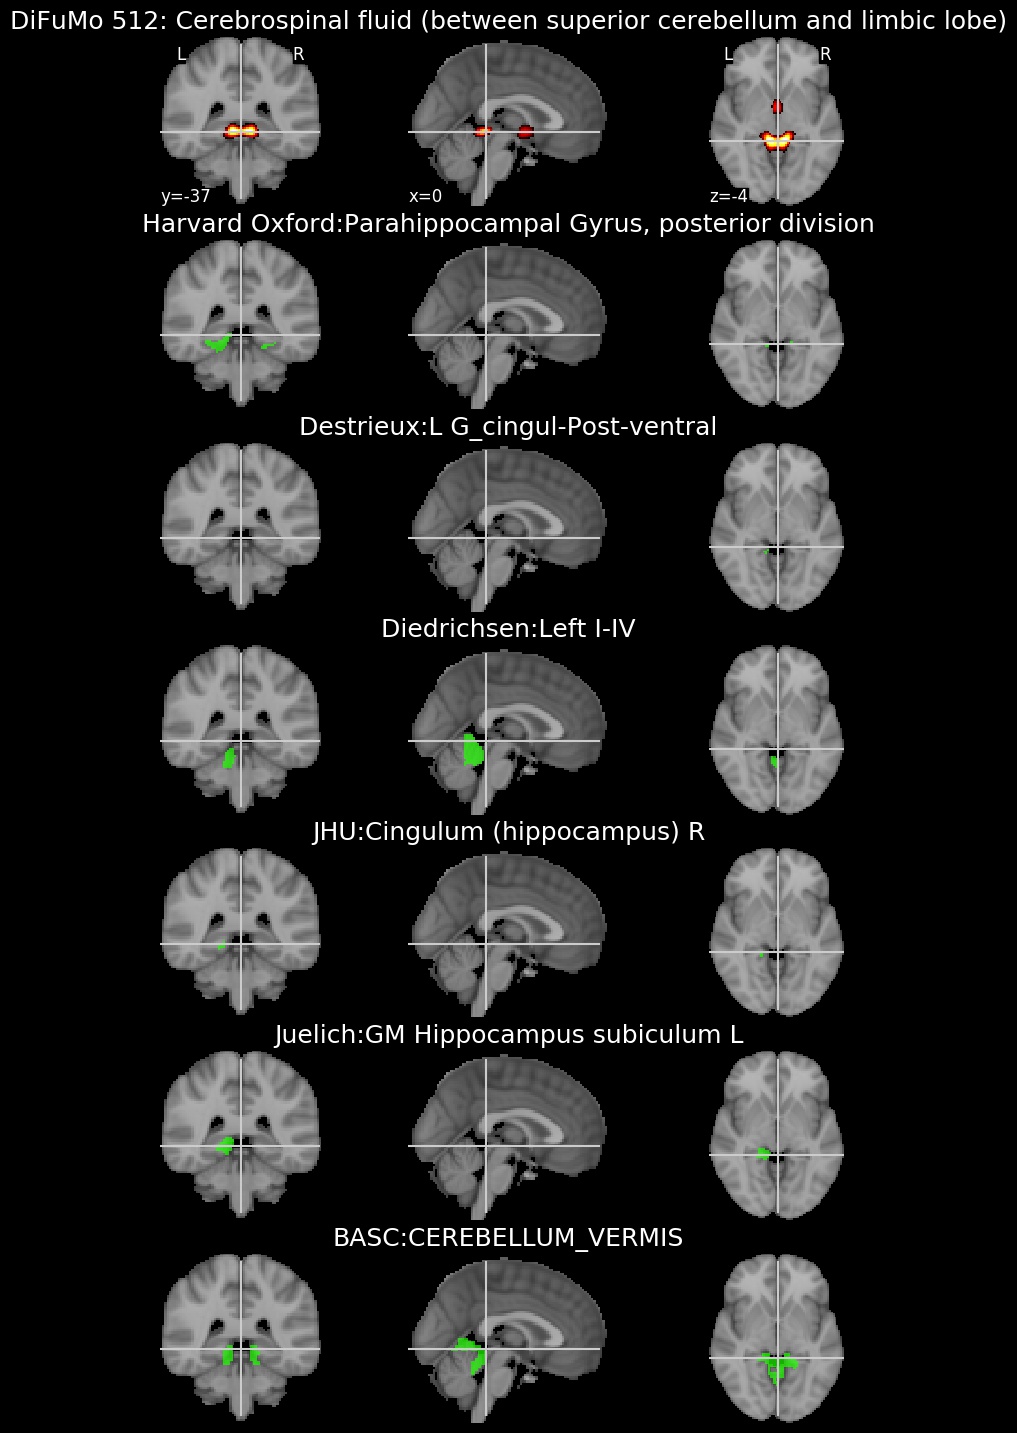 DiFuMo 512: Cerebrospinal fluid (between superior cerebellum and limbic lobe)
L R L R
y=-37 x=0 z=-4
Harvard Oxford:Parahippocampal Gyrus, posterior division
Destrieux:L G_cingul-Post-ventral
Diedrichsen:Left I-IV
JHU:Cingulum (hippocampus) R
Juelich:GM Hippocampus subiculum L
BASC:CEREBELLUM_VERMIS